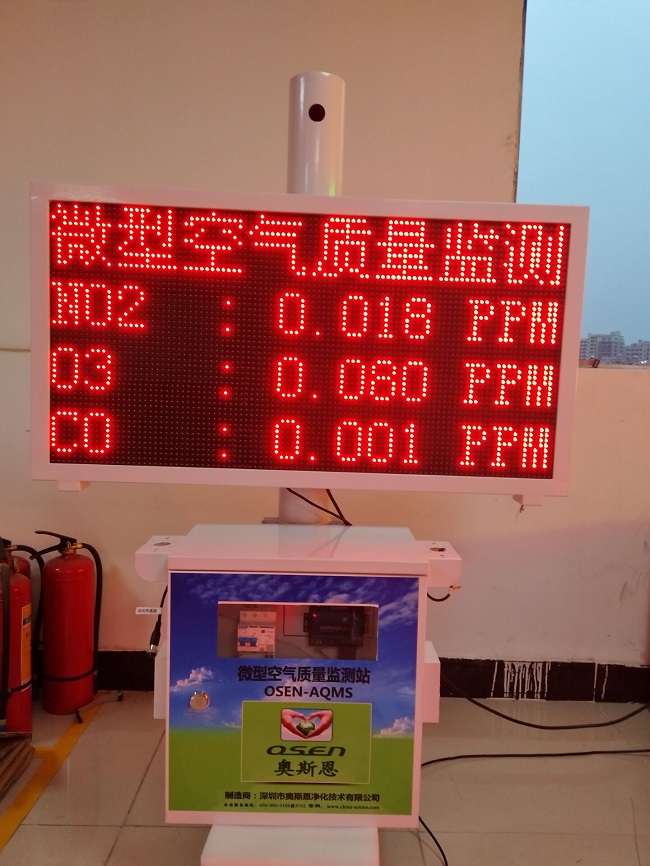 微型空气质量监测
NO2 : 0.018 PPM
O3 : 0.080 PPM
CO : 0.001 PPM
微型空气质量监测站
OSEN-AQMS
OSEN
奥斯恩
制造商：深圳市奥斯恩净化技术有限公司